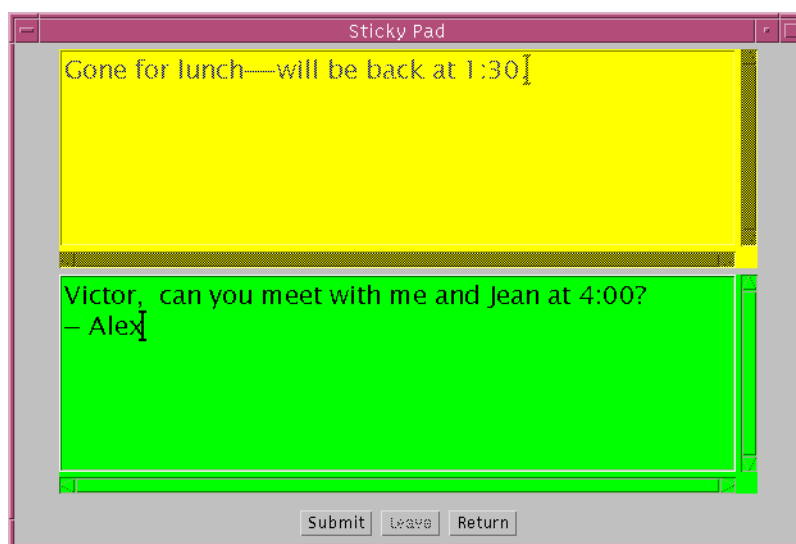 Sticky Pad
Gone for lunch—will be back at 1:30.
Victor, can you meet with me and Jean at 4:00?
– Alex
Submit Leave Return